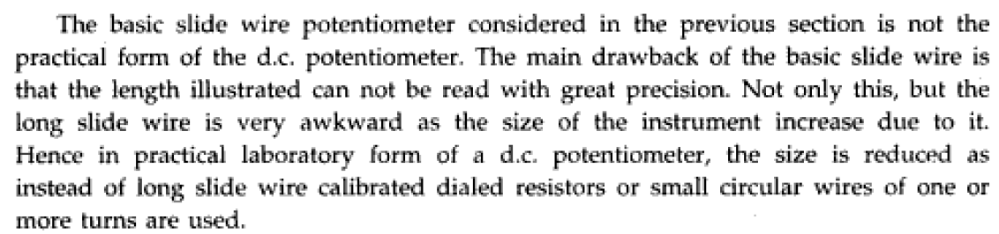 The basic slide wire potentiometer considered in the previous section is not the
practical form of the d.c. potentiometer. The main drawback of the basic slide wire is
that the length illustrated can not be read with great precision. Not only this, but the
long slide wire is very awkward as the size of the instrument increase due to it.
Hence in practical laboratory form of a d.c. potentiometer, the size is reduced as
instead of long slide wire calibrated dialed resistors or small circular wires of one or
more turns are used.